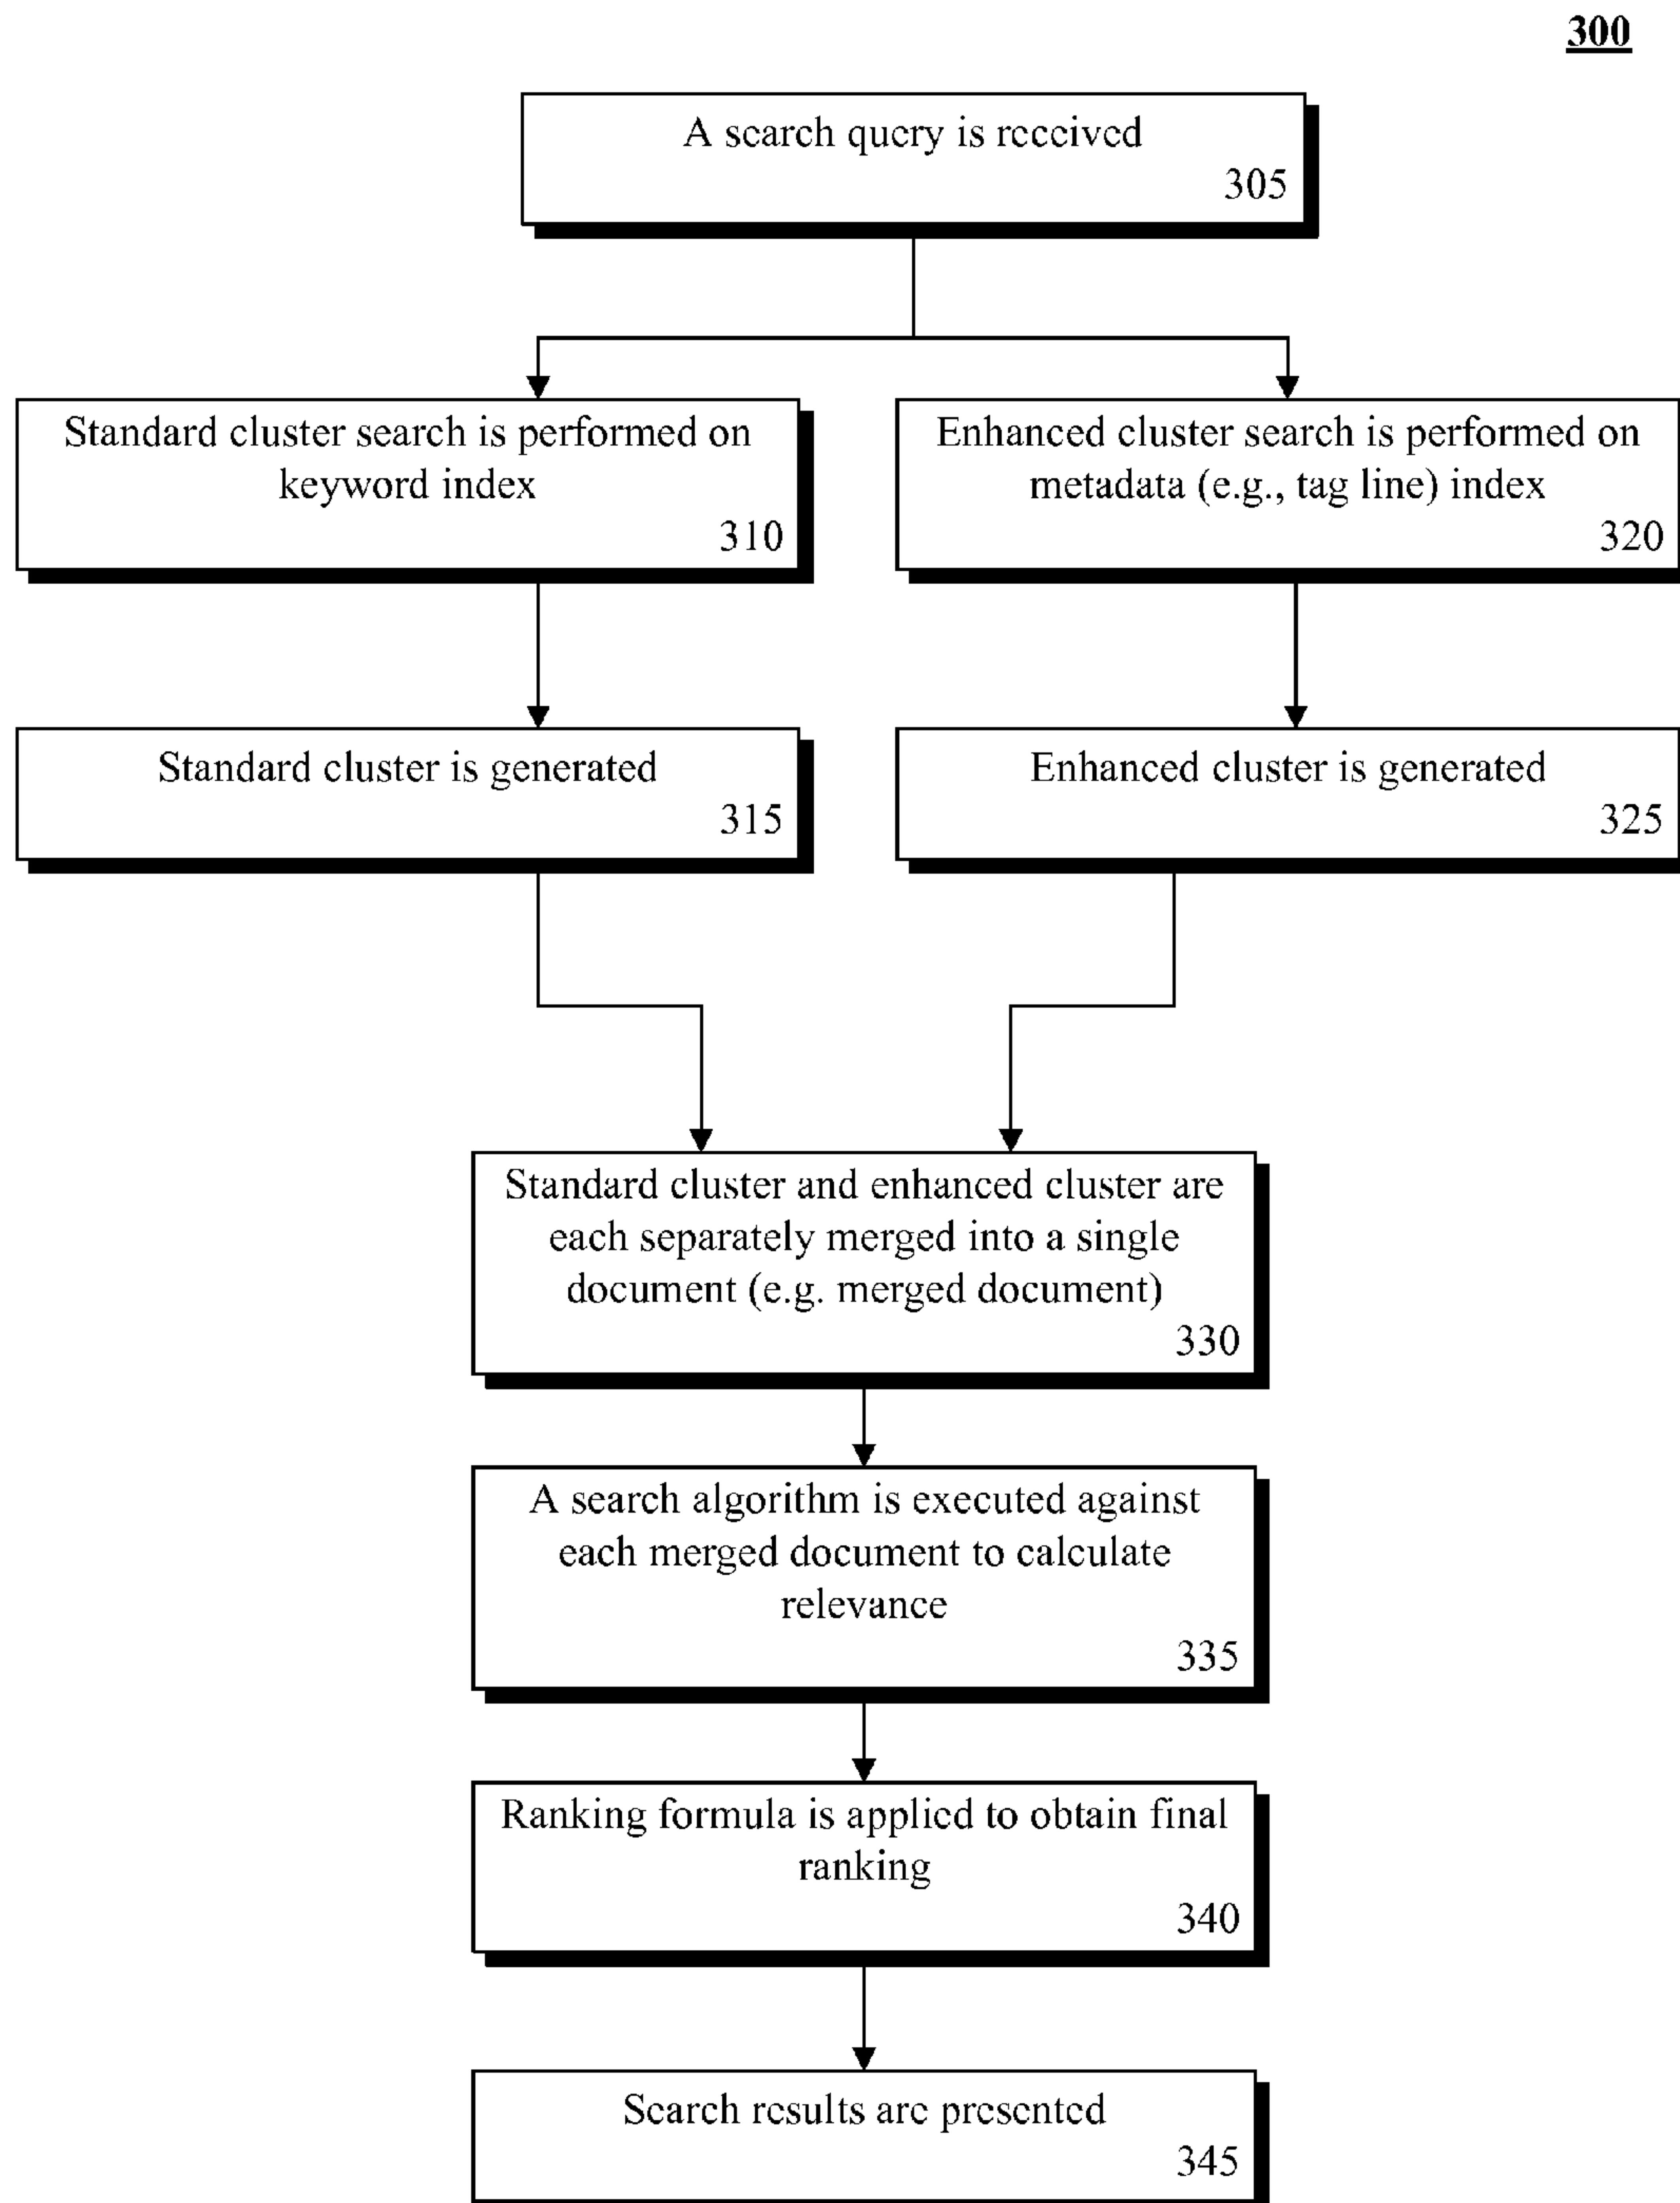 300
A search query is received
305
Standard cluster search is performed on
keyword index
310
Enhanced cluster search is performed on
metadata (e.g., tag line) index
320
Standard cluster is generated
315
Enhanced cluster is generated
325
Standard cluster and enhanced cluster are
each separately merged into a single
document (e.g. merged document)
330
A search algorithm is executed against
each merged document to calculate
relevance
335
Ranking formula is applied to obtain final
ranking
340
Search results are presented
345